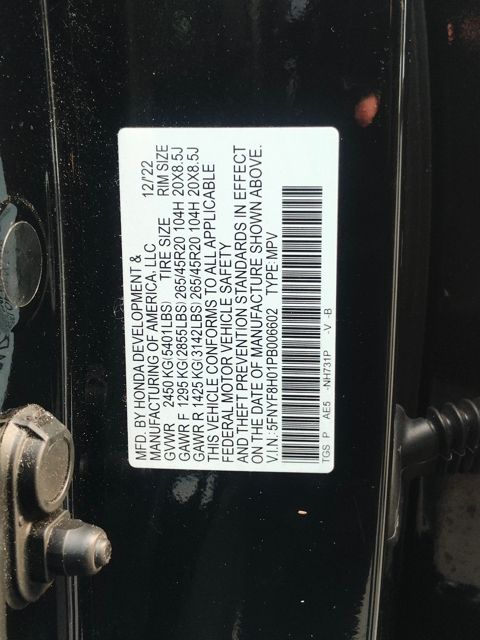 MFD. BY HONDA DEVELOPMENT &
MANUFACTURING OF AMERICA, LLC 12/'22
GVWR 2450 KG(5401LBS) TIRE SIZE RIM SIZE
GAWR F 1295 KG(2855LBS) 265/45R20 104H 20X8.5J
GAWR R 1425 KG(3142LBS) 265/45R20 104H 20X8.5J
THIS VEHICLE CONFORMS TO ALL APPLICABLE
FEDERAL MOTOR VEHICLE SAFETY
AND THEFT PREVENTION STANDARDS IN EFFECT
ON THE DATE OF MANUFACTURE SHOWN ABOVE.
V.I.N.:5FNYF8H01PB006602 TYPE:MPV
TGS P AE5 -NH731P -V -B